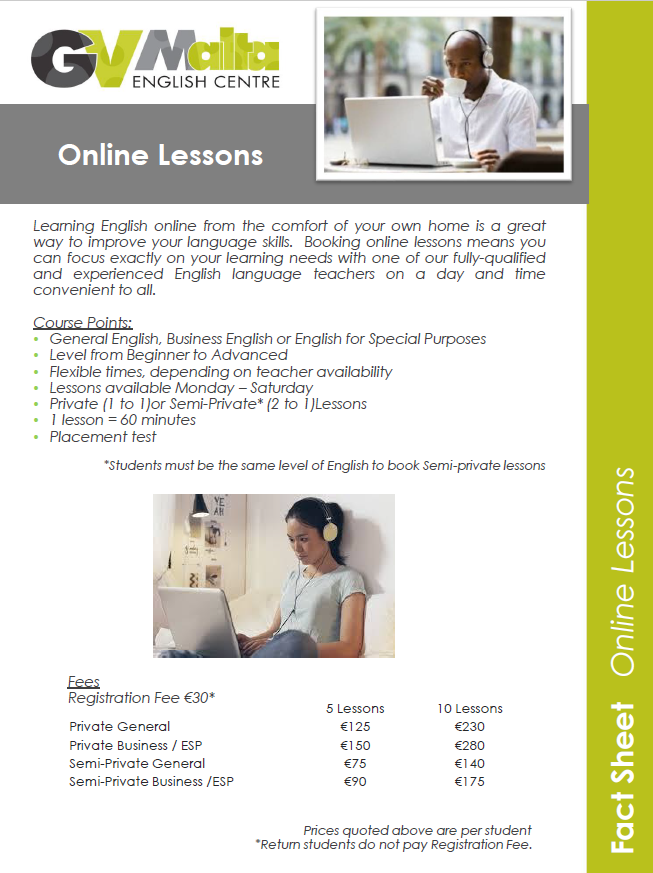 GVMalta
ENGLISH CENTRE
Online Lessons
Learning English online from the comfort of your own home is a great
way to improve your language skills. Booking online lessons means you
can focus exactly on your learning needs with one of our fully-qualified
and experienced English language teachers on a day and time
convenient to all.
Course Points:
• General English, Business English or English for Special Purposes
• Level from Beginner to Advanced
• Flexible times, depending on teacher availability
• Lessons available Monday – Saturday
• Private (1 to 1)or Semi-Private* (2 to 1)Lessons
• 1 lesson = 60 minutes
• Placement test
*Students must be the same level of English to book Semi-private lessons
YE
AH
Fees
Registration Fee €30*
5 Lessons 10 Lessons
Private General €125 €230
Private Business / ESP €150 €280
Semi-Private General €75 €140
Semi-Private Business /ESP €90 €175
Prices quoted above are per student
*Return students do not pay Registration Fee.
Fact Sheet Online Lessons